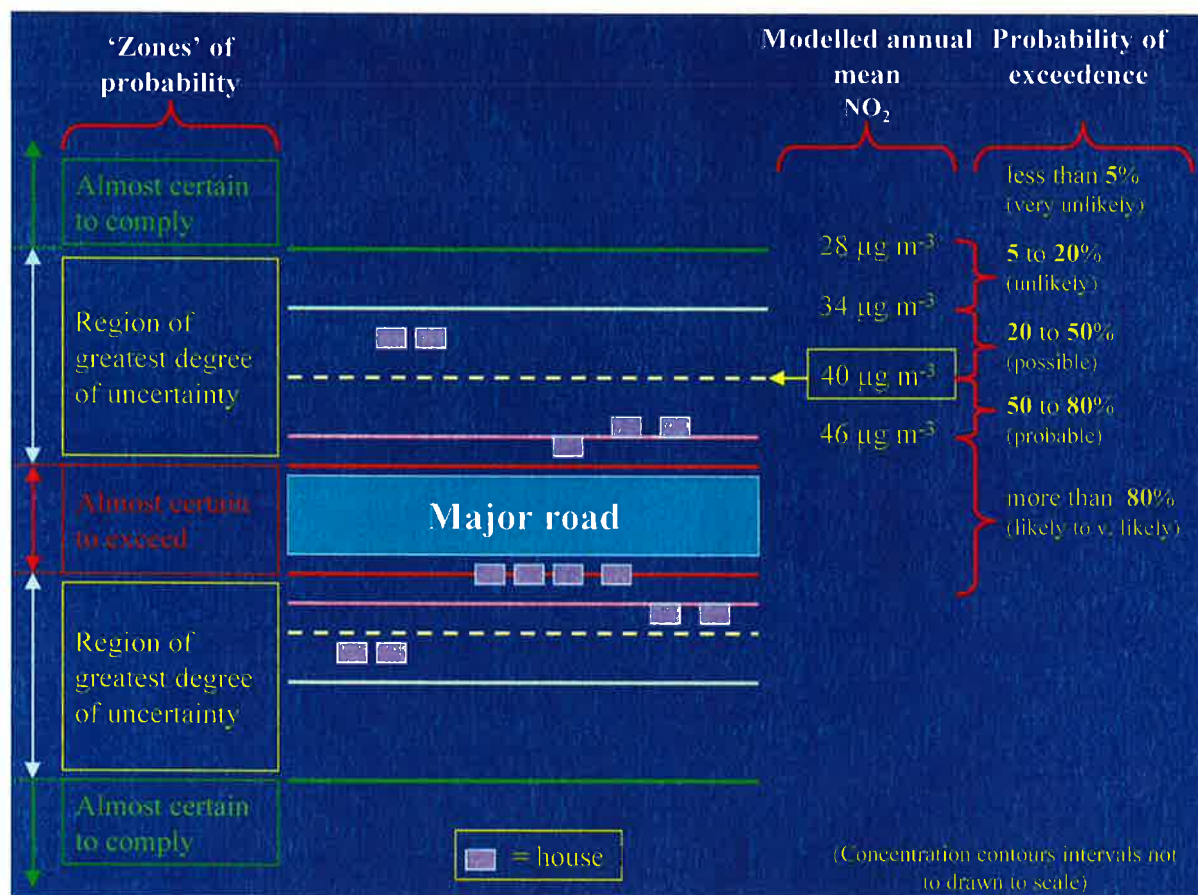 ‘Zones’ of
probability
Modelled annual
mean
NO₂
Probability of
exceedence
Almost certain
to comply
less than 5%
(very unlikely)
28 µg m⁻³
5 to 20%
(unlikely)
34 µg m⁻³
Region of
greatest degree
of uncertainty
20 to 50%
(possible)
40 µg m⁻³
50 to 80%
(probable)
46 µg m⁻³
Almost certain
to exceed
Major road
more than 80%
(likely to v. likely)
Region of
greatest degree
of uncertainty
Almost certain
to comply
= house
(Concentration contours intervals not
to drawn to scale)